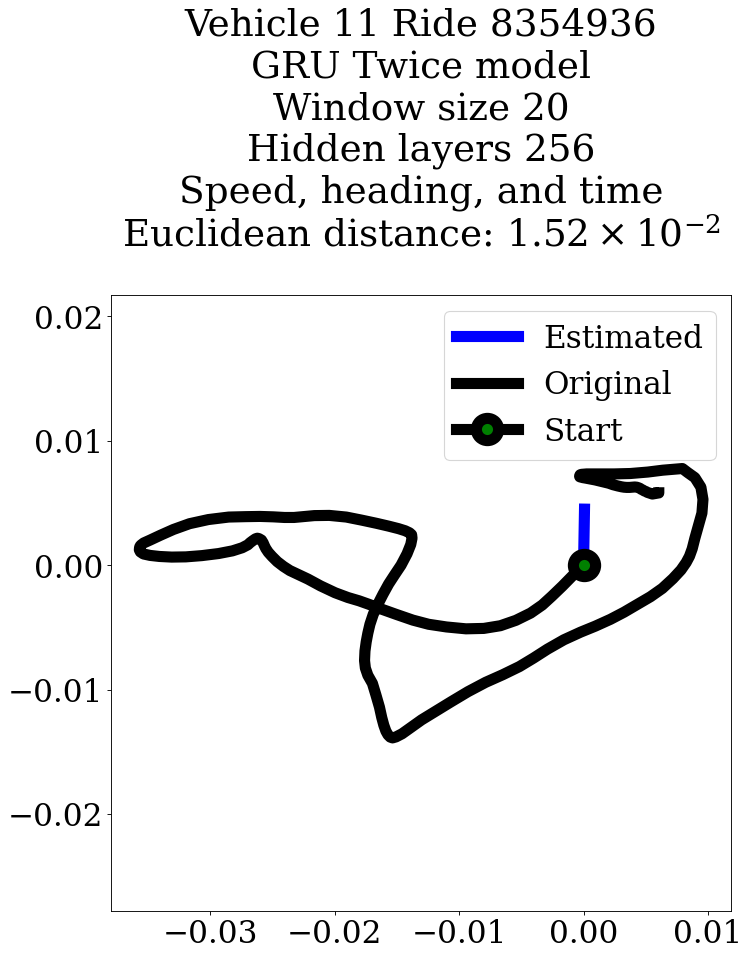 Vehicle 11 Ride 8354936
GRU Twice model
Window size 20
Hidden layers 256
Speed, heading, and time
Euclidean distance: 1.52 × 10⁻²
Estimated
Original
Start
0.02
0.01
0.00
−0.01
−0.02
−0.03 −0.02 −0.01 0.00 0.01